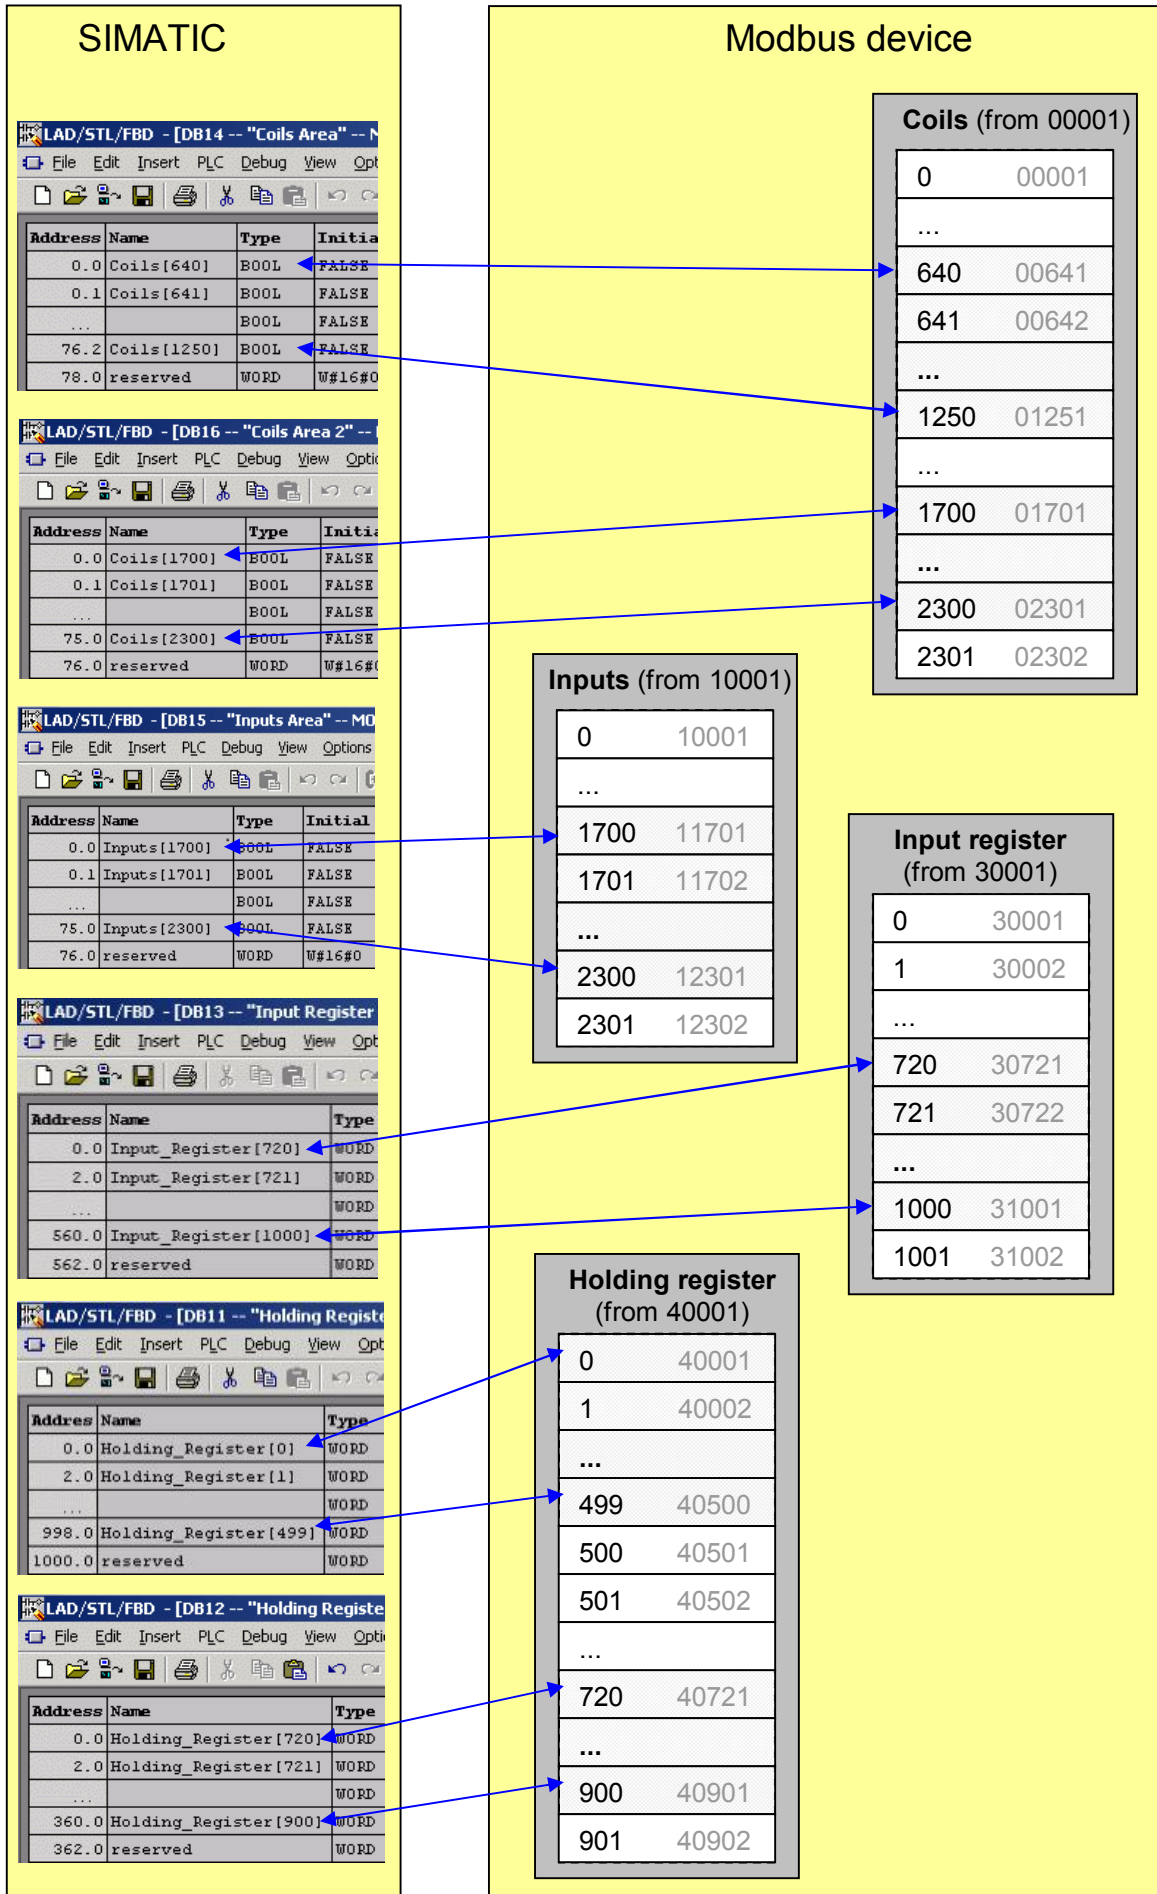 SIMATIC
LAD/STL/FBD - [DB14 -- "Coils Area" -- M
File Edit Insert PLC Debug View Opt
Address Name Type Initia
0.0 Coils[640] BOOL FALSE
0.1 Coils[641] BOOL FALSE
... BOOL FALSE
76.2 Coils[1250] BOOL FALSE
78.0 reserved WORD W#16#0
LAD/STL/FBD - [DB16 -- "Coils Area 2" --
File Edit Insert PLC Debug View Optio
Address Name Type Initia
0.0 Coils[1700] BOOL FALSE
0.1 Coils[1701] BOOL FALSE
... BOOL FALSE
75.0 Coils[2300] BOOL FALSE
76.0 reserved WORD W#16#0
LAD/STL/FBD - [DB15 -- "Inputs Area" -- MO
File Edit Insert PLC Debug View Options
Address Name Type Initial
0.0 Inputs[1700] BOOL FALSE
0.1 Inputs[1701] BOOL FALSE
... BOOL FALSE
75.0 Inputs[2300] BOOL FALSE
76.0 reserved WORD W#16#0
LAD/STL/FBD - [DB13 -- "Input Register
File Edit Insert PLC Debug View Opt
Address Name Type
0.0 Input_Register[720] WORD
2.0 Input_Register[721] WORD
... WORD
560.0 Input_Register[1000] WORD
562.0 reserved WORD
LAD/STL/FBD - [DB11 -- "Holding Registe
File Edit Insert PLC Debug View Opt
Addres Name Type
0.0 Holding_Register[0] WORD
2.0 Holding_Register[1] WORD
... WORD
998.0 Holding_Register[499] WORD
1000.0 reserved WORD
LAD/STL/FBD - [DB12 -- "Holding Registe
File Edit Insert PLC Debug View Opti
Address Name Type
0.0 Holding_Register[720] WORD
2.0 Holding_Register[721] WORD
... WORD
360.0 Holding_Register[900] WORD
362.0 reserved WORD
Modbus device
Coils (from 00001)
0 00001
...
640 00641
641 00642
...
1250 01251
...
1700 01701
...
2300 02301
2301 02302
Inputs (from 10001)
0 10001
...
1700 11701
1701 11702
...
2300 12301
2301 12302
Input register
(from 30001)
0 30001
1 30002
...
720 30721
721 30722
...
1000 31001
1001 31002
Holding register
(from 40001)
0 40001
1 40002
...
499 40500
500 40501
501 40502
...
720 40721
...
900 40901
901 40902